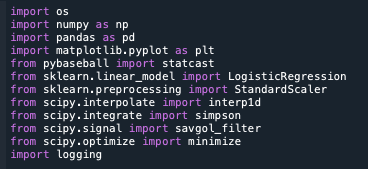 import os
import numpy as np
import pandas as pd
import matplotlib.pyplot as plt
from pybaseball import statcast
from sklearn.linear_model import LogisticRegression
from sklearn.preprocessing import StandardScaler
from scipy.interpolate import interp1d
from scipy.integrate import simpson
from scipy.signal import savgol_filter
from scipy.optimize import minimize
import logging